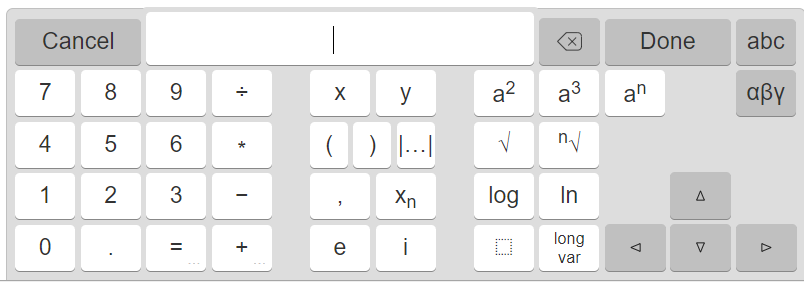 Cancel Done abc
7 8 9 ÷ x y a² a³ aⁿ αβγ
4 5 6 * ( ) |...| √ ⁿ√
1 2 3 − , xₙ log ln
0 . = ... + ... e i long var